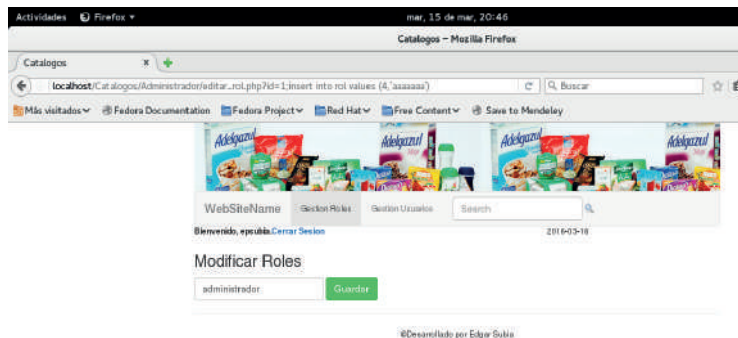 Actividades Firefox ▾ mar, 15 de mar, 20:46
Catalogos – Mozilla Firefox
Catalogos × +
localhost/Catalogos/Administrador/editar_rol.php?id=1;insert into rol values (4,'aaaaaaa') Buscar
Más visitados Fedora Documentation Fedora Project Red Hat Free Content Save to Mendeley
Adelgazul Adelgazul Adelgazul Adelgazul
WebSiteName Gestion Roles Gestion Usuarios Search
Bienvenido, epsubia.Cerrar Sesion 2016-03-16
Modificar Roles
administrador Guardar
©Desarrollado por Edgar Subia